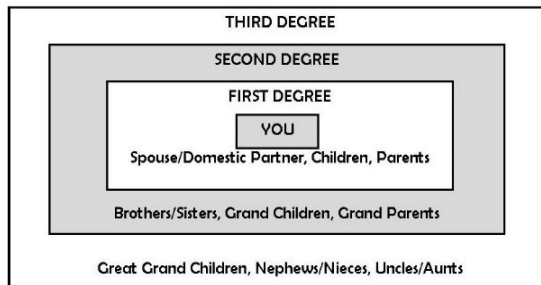 THIRD DEGREE
SECOND DEGREE
FIRST DEGREE
YOU
Spouse/Domestic Partner, Children, Parents
Brothers/Sisters, Grand Children, Grand Parents
Great Grand Children, Nephews/Nieces, Uncles/Aunts